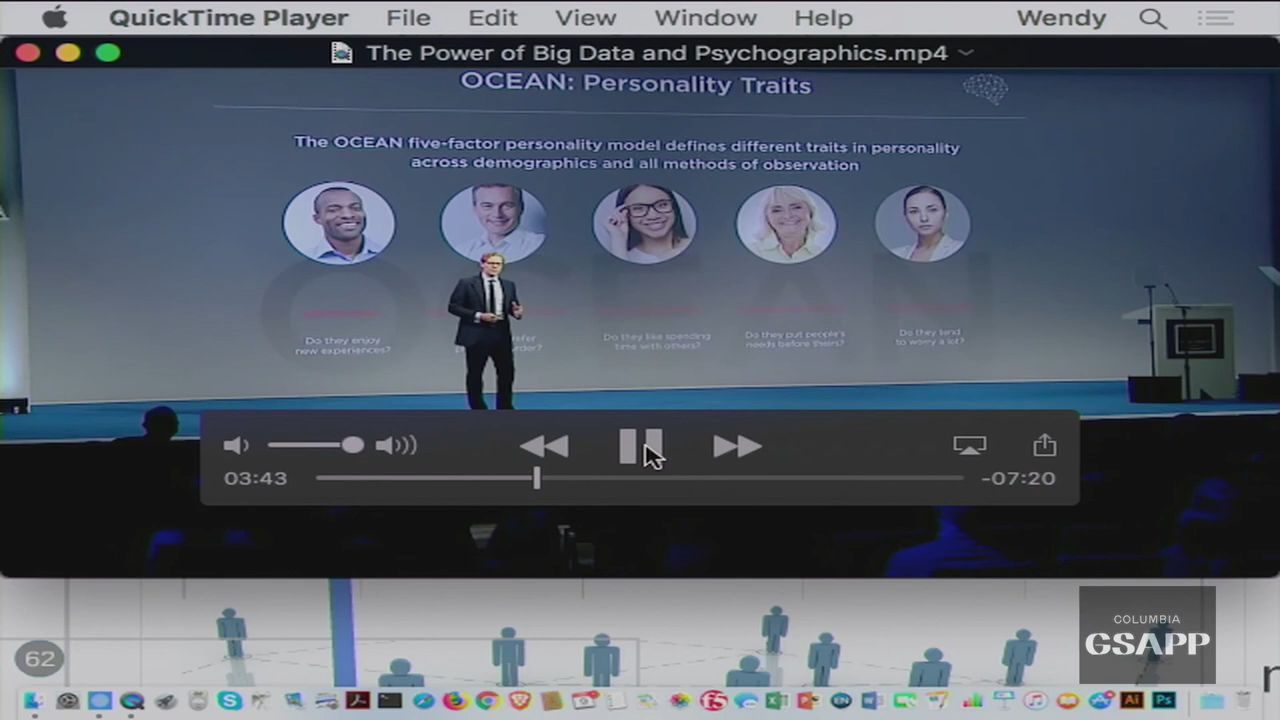 QuickTime Player File Edit View Window Help Wendy
The Power of Big Data and Psychographics.mp4
OCEAN: Personality Traits
The OCEAN five-factor personality model defines different traits in personality
across demographics and all methods of observation
OCEAN
Do they enjoy
new experiences?
order?
Do they like spending
time with others?
Do they put people's
needs before theirs?
Do they tend
to worry a lot?
03:43
-07:20
COLUMBIA
GSAPP
62